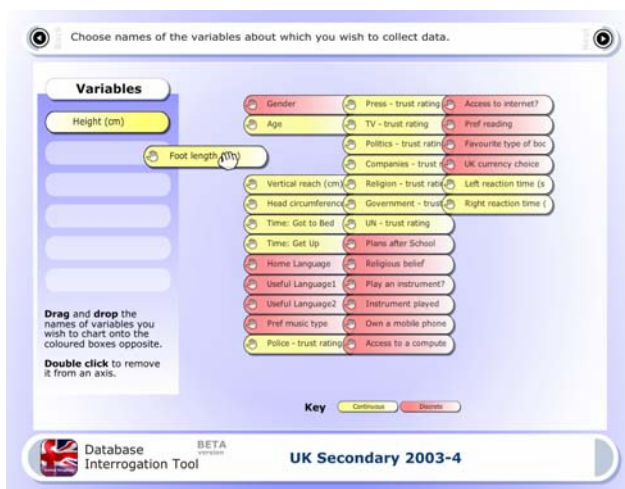 Choose names of the variables about which you wish to collect data.
Variables
Height (cm)
Foot length
Gender
Age
Vertical reach (cm)
Head circumference
Time: Got to Bed
Time: Get Up
Home Language
Useful Language1
Useful Language2
Pref music type
Police - trust rating
Press - trust rating
TV - trust rating
Politics - trust ratin
Companies - trust
Religion - trust rati
Government - trust
UN - trust rating
Plans after School
Religious belief
Play an instrument?
Instrument played
Own a mobile phone
Access to a compute
Access to internet?
Pref reading
Favourite type of boo
UK currency choice
Left reaction time (s
Right reaction time (
Drag and drop the
names of variables you
wish to chart onto the
coloured boxes opposite.
Double click to remove
it from an axis.
Key
Continuous
Discrete
Database
Interrogation Tool
BETA
version
UK Secondary 2003-4